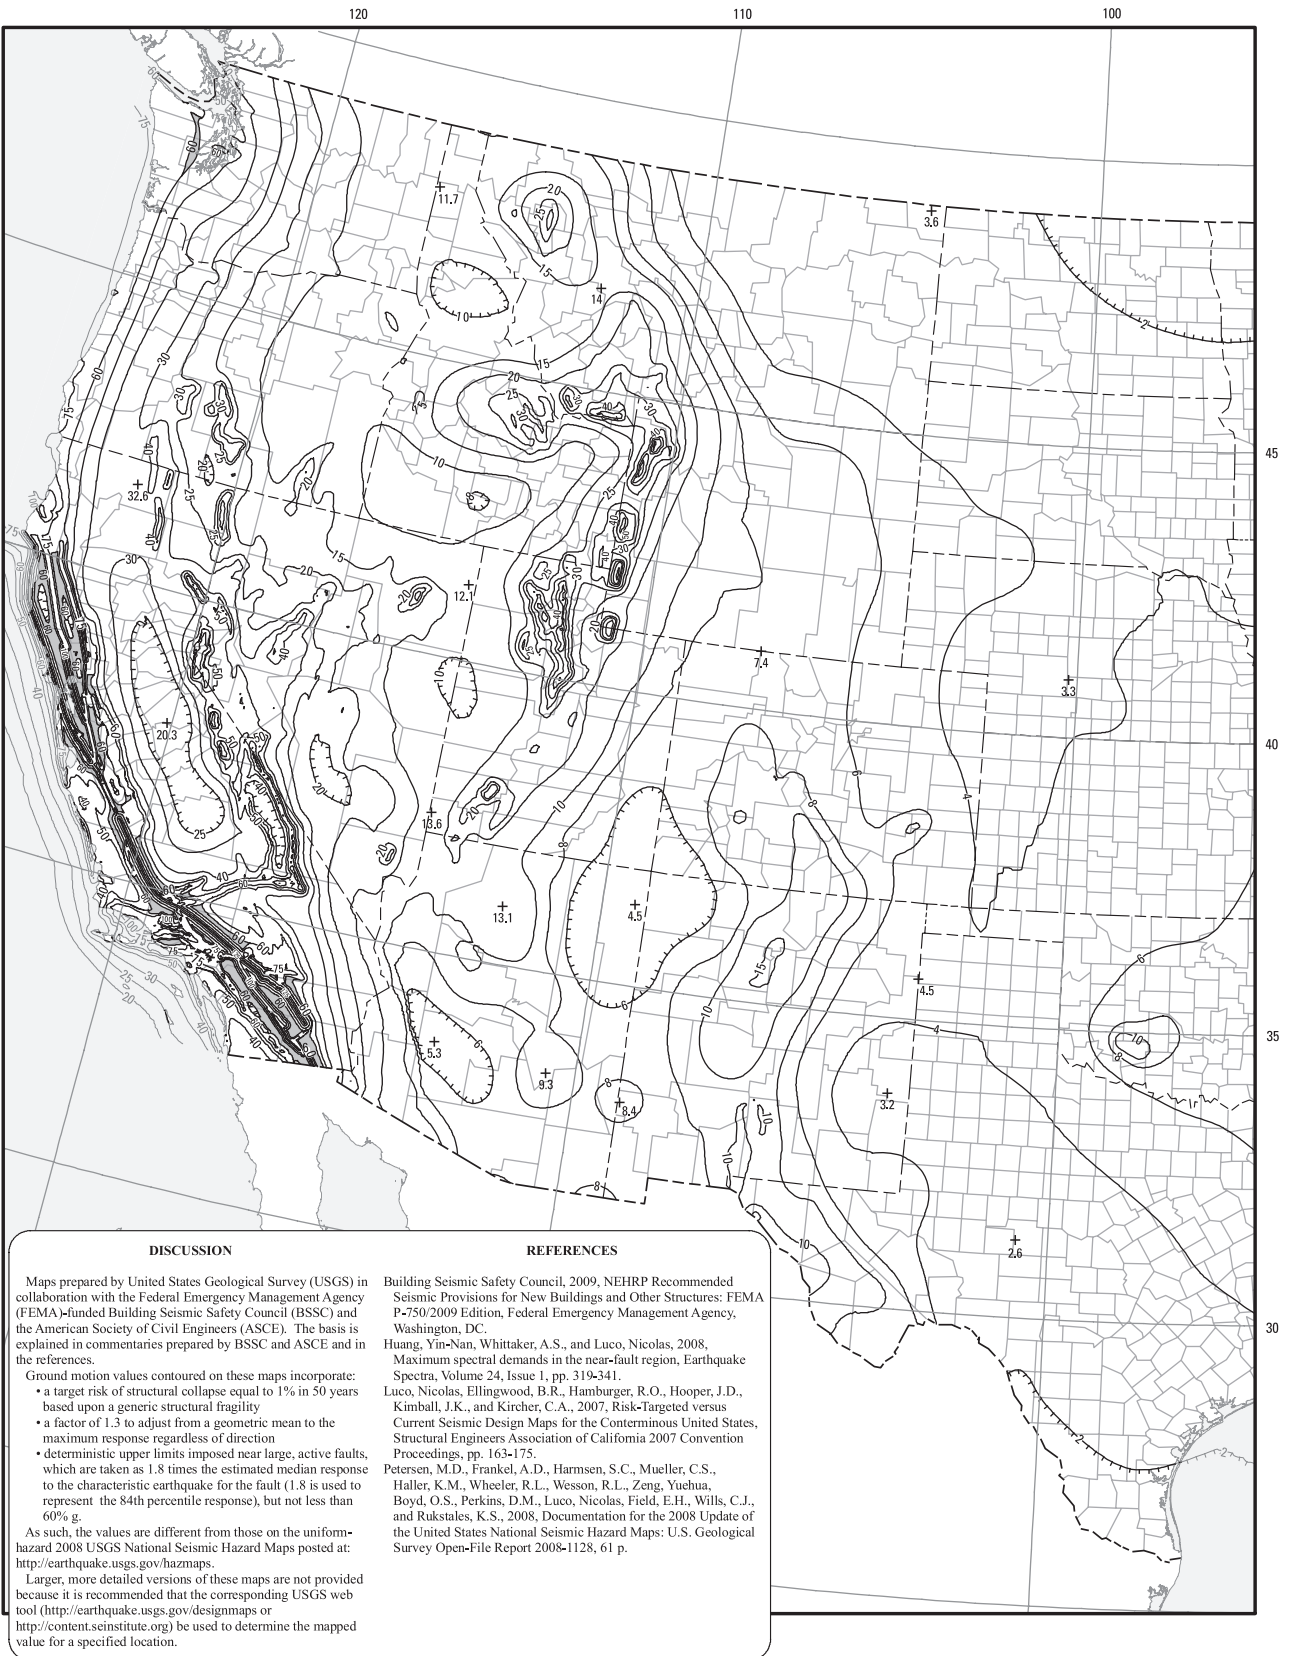 120
110
100
45
40
35
30
11.7
3.6
20
25
15
14
10
2
32.6
12.1
7.4
3.3
20.3
13.6
13.1
4.5
4.5
5.3
9.3
8.4
3.2
2.6
DISCUSSION
Maps prepared by United States Geological Survey (USGS) in
collaboration with the Federal Emergency Management Agency
(FEMA)-funded Building Seismic Safety Council (BSSC) and
the American Society of Civil Engineers (ASCE). The basis is
explained in commentaries prepared by BSSC and ASCE and in
the references.
Ground motion values contoured on these maps incorporate:
• a target risk of structural collapse equal to 1% in 50 years
based upon a generic structural fragility
• a factor of 1.3 to adjust from a geometric mean to the
maximum response regardless of direction
• deterministic upper limits imposed near large, active faults,
which are taken as 1.8 times the estimated median response
to the characteristic earthquake for the fault (1.8 is used to
represent the 84th percentile response), but not less than
60% g.
As such, the values are different from those on the uniform-
hazard 2008 USGS National Seismic Hazard Maps posted at:
http://earthquake.usgs.gov/hazmaps.
Larger, more detailed versions of these maps are not provided
because it is recommended that the corresponding USGS web
tool (http://earthquake.usgs.gov/designmaps or
http://content.seinstitute.org) be used to determine the mapped
value for a specified location.
REFERENCES
Building Seismic Safety Council, 2009, NEHRP Recommended
Seismic Provisions for New Buildings and Other Structures: FEMA
P-750/2009 Edition, Federal Emergency Management Agency,
Washington, DC.
Huang, Yin-Nan, Whittaker, A.S., and Luco, Nicolas, 2008,
Maximum spectral demands in the near-fault region, Earthquake
Spectra, Volume 24, Issue 1, pp. 319-341.
Luco, Nicolas, Ellingwood, B.R., Hamburger, R.O., Hooper, J.D.,
Kimball, J.K., and Kircher, C.A., 2007, Risk-Targeted versus
Current Seismic Design Maps for the Conterminous United States,
Structural Engineers Association of California 2007 Convention
Proceedings, pp. 163-175.
Petersen, M.D., Frankel, A.D., Harmsen, S.C., Mueller, C.S.,
Haller, K.M., Wheeler, R.L., Wesson, R.L., Zeng, Yuehua,
Boyd, O.S., Perkins, D.M., Luco, Nicolas, Field, E.H., Wills, C.J.,
and Rukstales, K.S., 2008, Documentation for the 2008 Update of
the United States National Seismic Hazard Maps: U.S. Geological
Survey Open-File Report 2008-1128, 61 p.